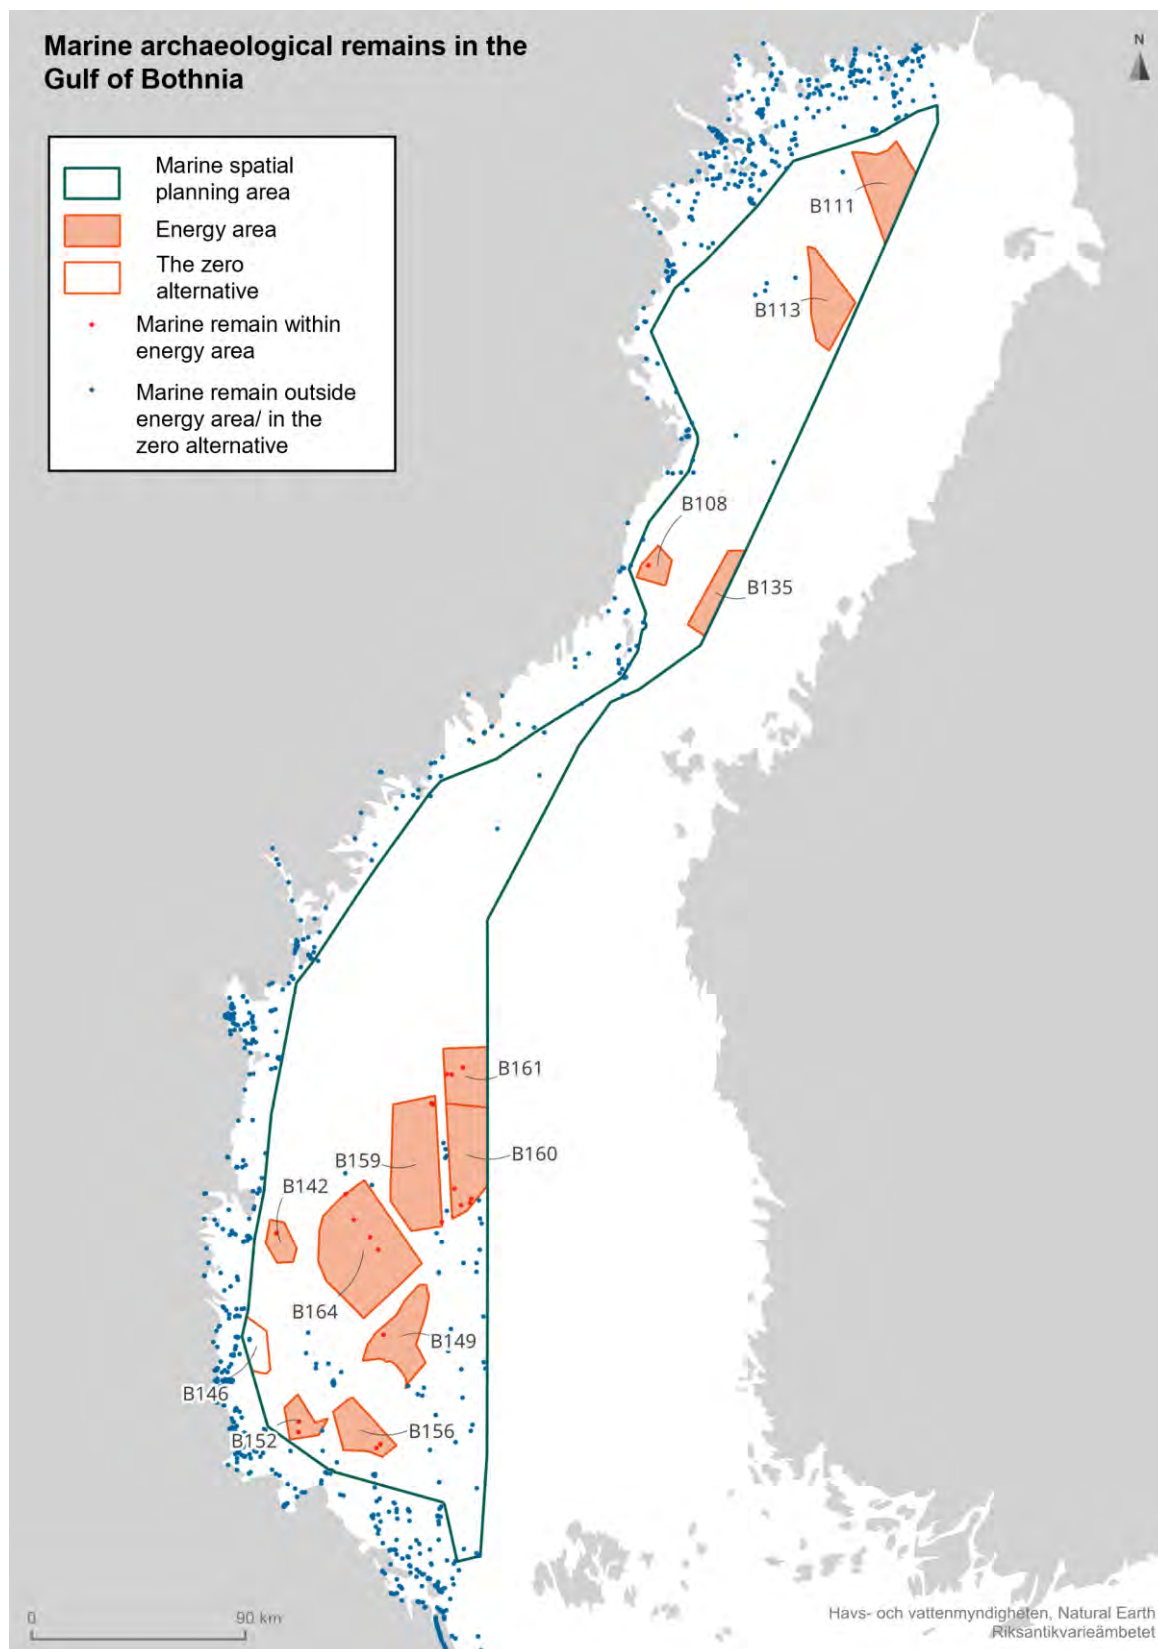 Marine archaeological remains in the
Gulf of Bothnia
N
Marine spatial
planning area
Energy area
The zero
alternative
Marine remain within
energy area
Marine remain outside
energy area/ in the
zero alternative
B111
B113
B108
B135
B161
B159
B160
B142
B164
B149
B146
B156
B152
0
90 km
Havs- och vattenmyndigheten, Natural Earth
Riksantikvarieämbetet